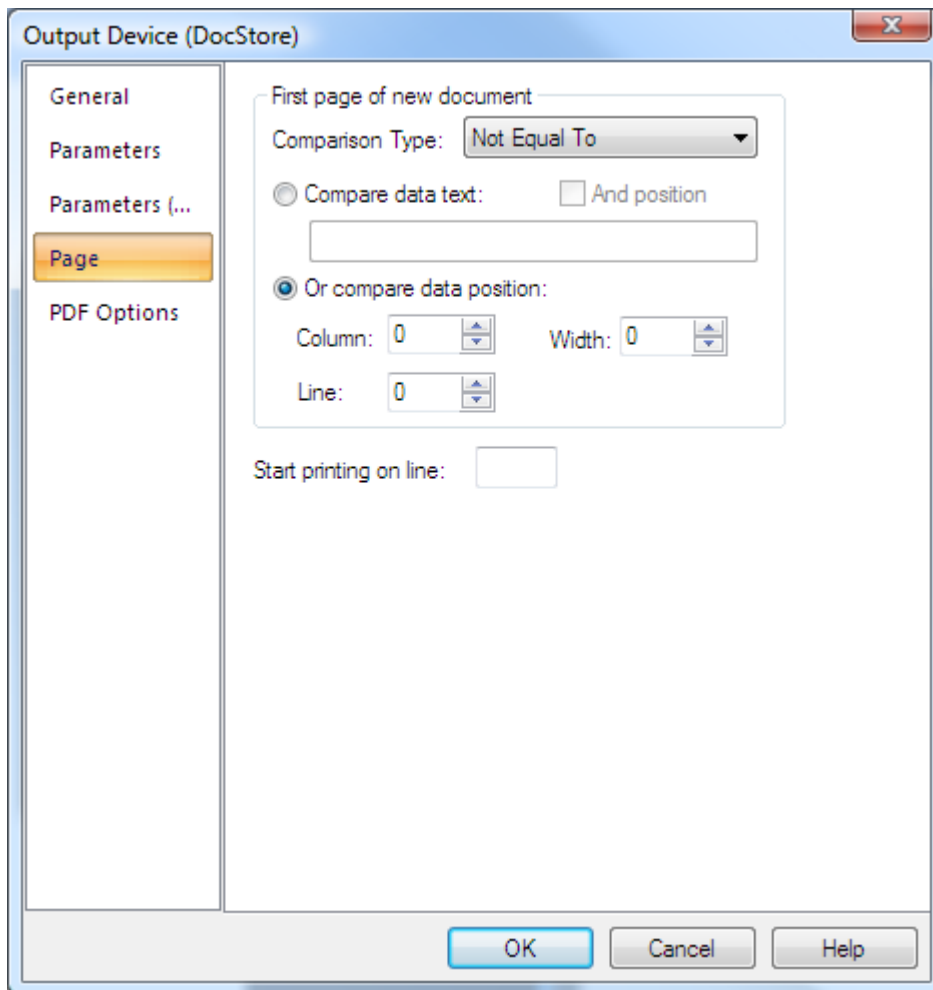 Output Device (DocStore)
General
Parameters
Parameters (...
Page
PDF Options
First page of new document
Comparison Type: Not Equal To
Compare data text: And position
Or compare data position:
Column: 0 Width: 0
Line: 0
Start printing on line:
OK Cancel Help